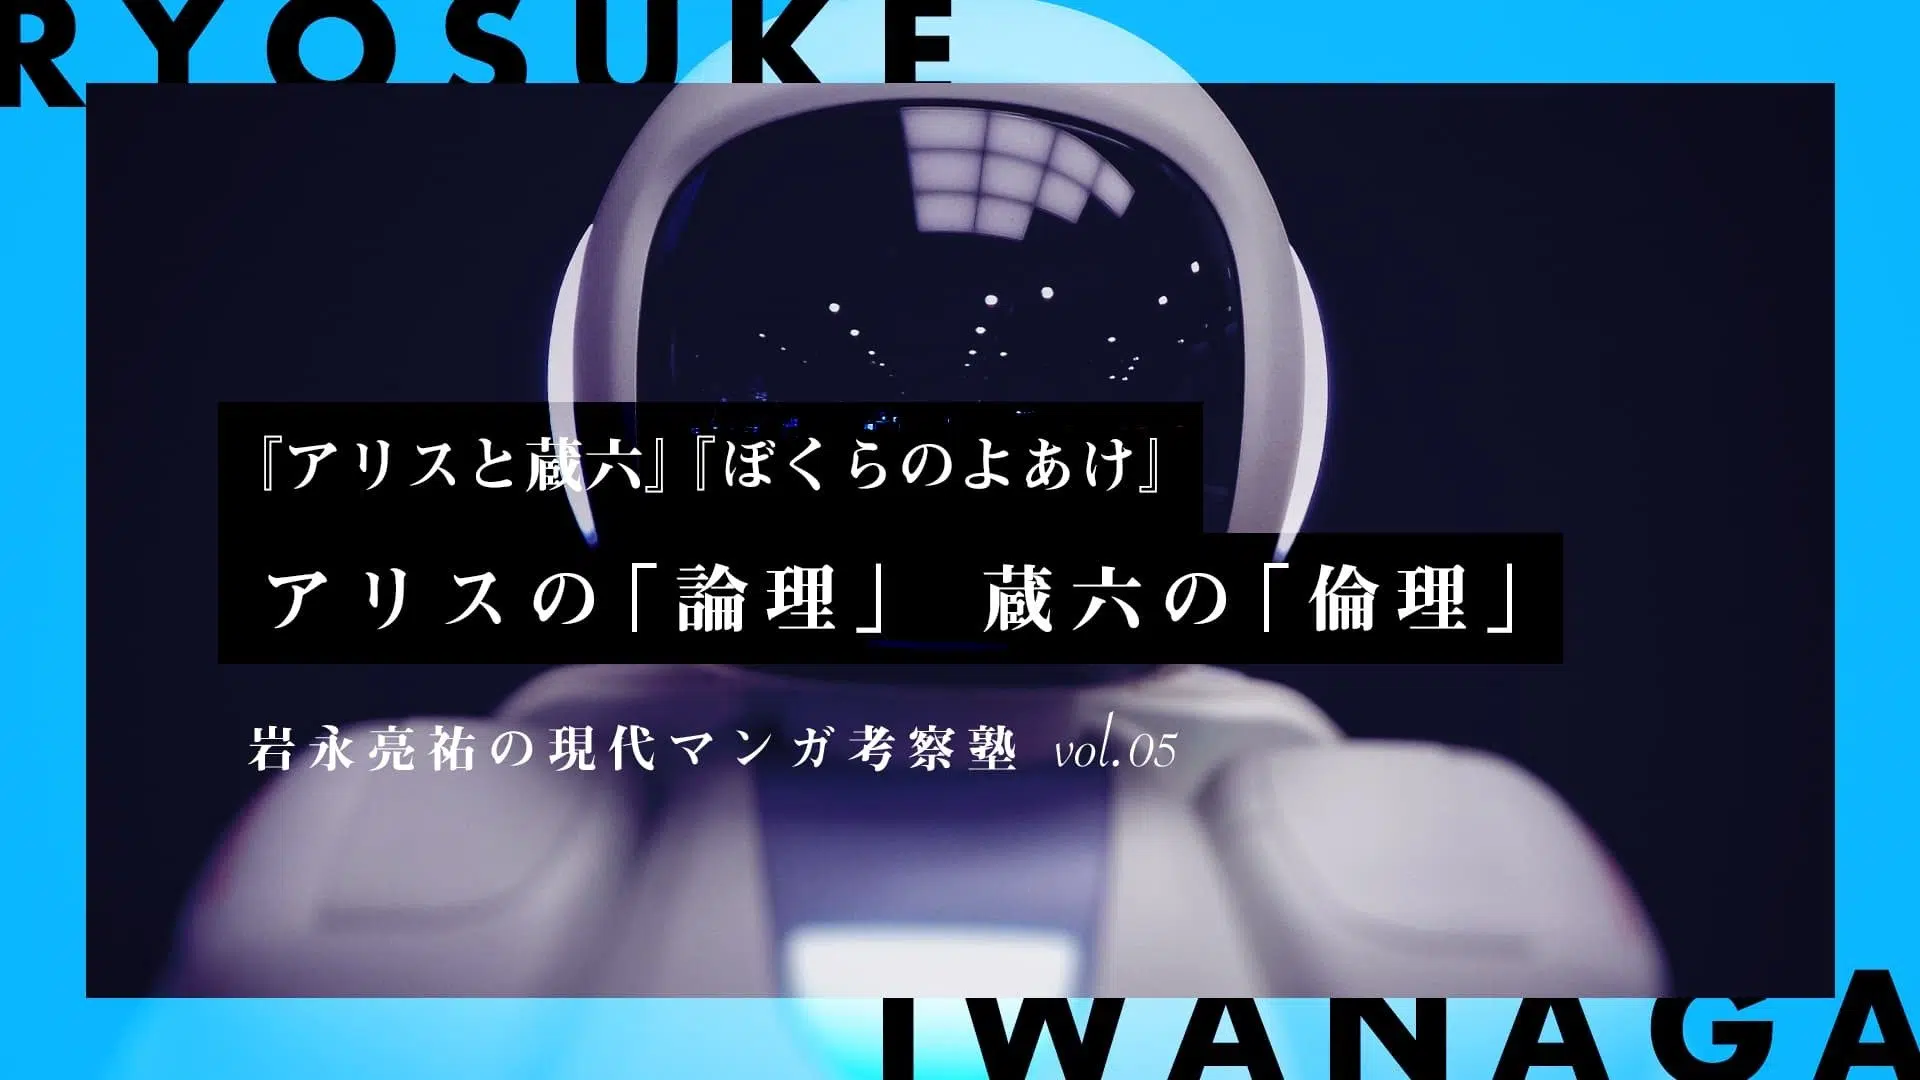 RYOSUKE
『アリスと蔵六』『ぼくらのよあけ』
アリスの「論理」 蔵六の「倫理」
岩永亮祐の現代マンガ考察塾 vol.05
IWANAGA